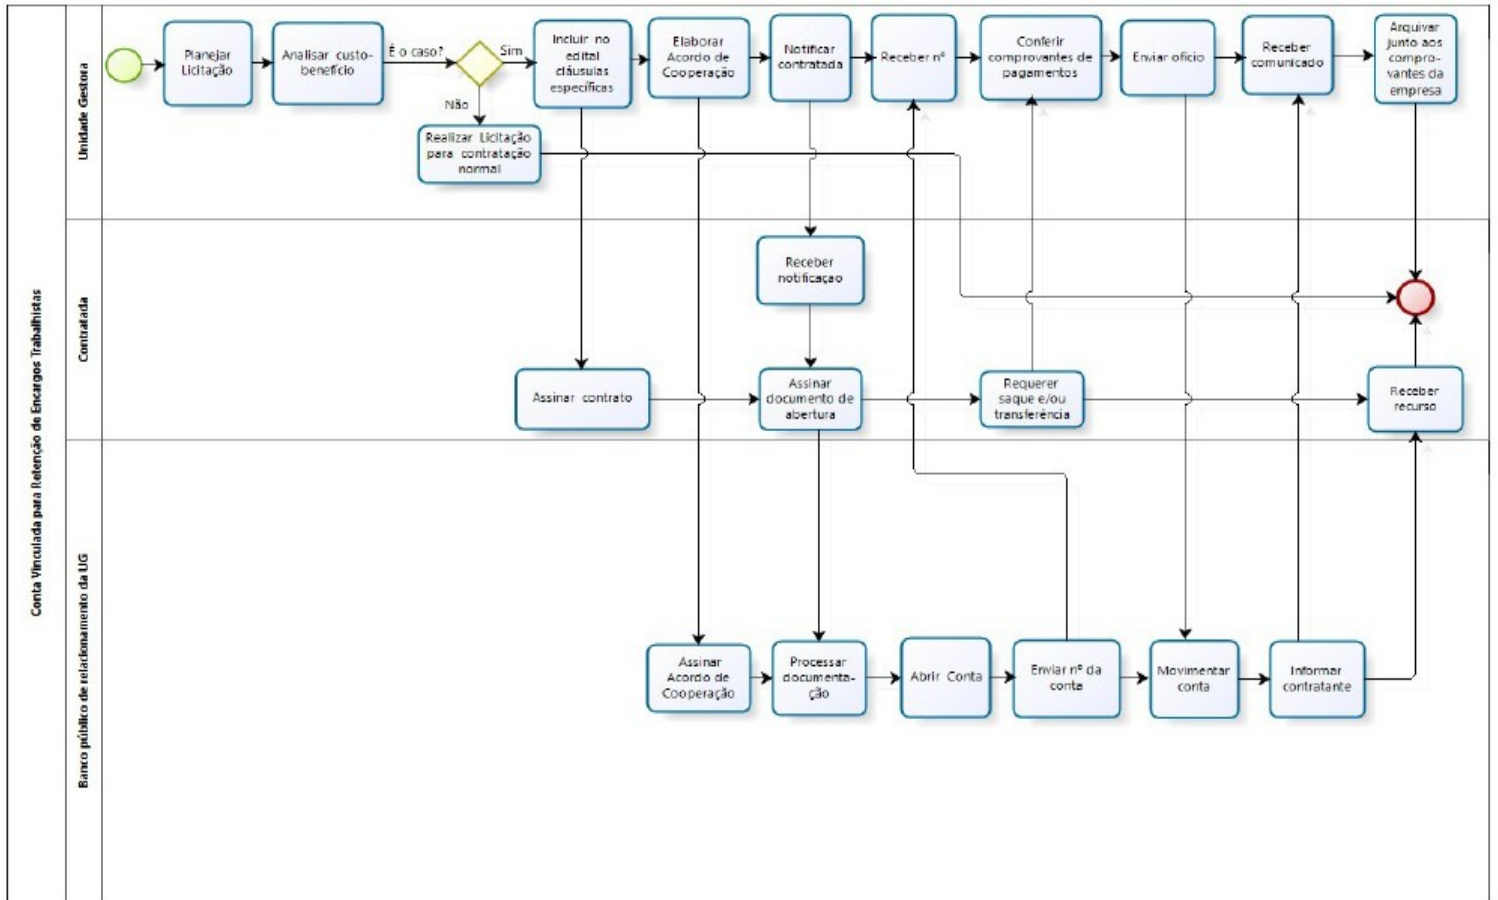 Conta Vinculada para Retenção de Encargos Trabalhistas
Unidade Gestora
Planejar
Licitação
Analisar custo-
benefício
É o caso?
Sim
Não
Realizar Licitação
para contratação
normal
Incluir no
edital
cláusulas
específicas
Elaborar
Acordo de
Cooperação
Notificar
contratada
Receber nº
Conferir
comprovantes de
pagamentos
Enviar ofício
Receber
comunicado
Arquivar
junto aos
compro-
vantes da
empresa
Contratada
Receber
notificaçao
Assinar contrato
Assinar
documento de
abertura
Requerer
saque e/ou
transferência
Receber
recurso
Banco público de relacionamento da UG
Assinar
Acordo de
Cooperação
Processar
documenta-
ção
Abrir Conta
Enviar nº da
conta
Movimentar
conta
Informar
contratante